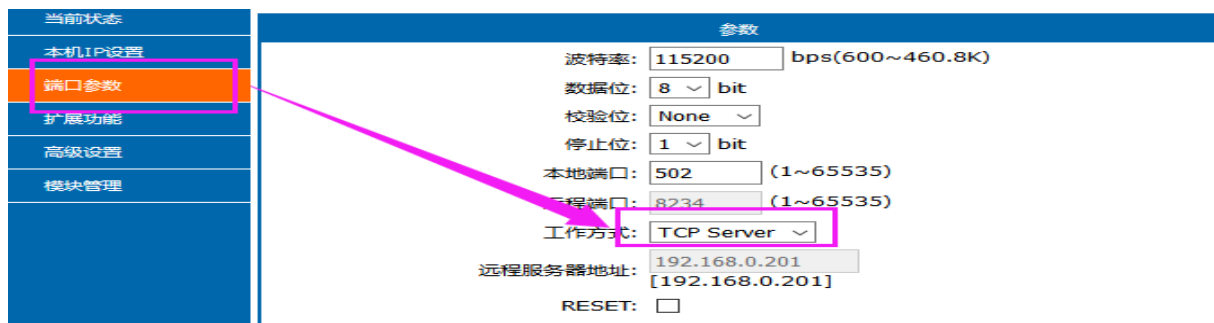 当前状态
本机IP设置
端口参数
扩展功能
高级设置
模块管理
参数
波特率: 115200 bps(600~460.8K)
数据位: 8 bit
校验位: None
停止位: 1 bit
本地端口: 502 (1~65535)
远程端口: 8234 (1~65535)
工作方式: TCP Server
远程服务器地址: 192.168.0.201
[192.168.0.201]
RESET: